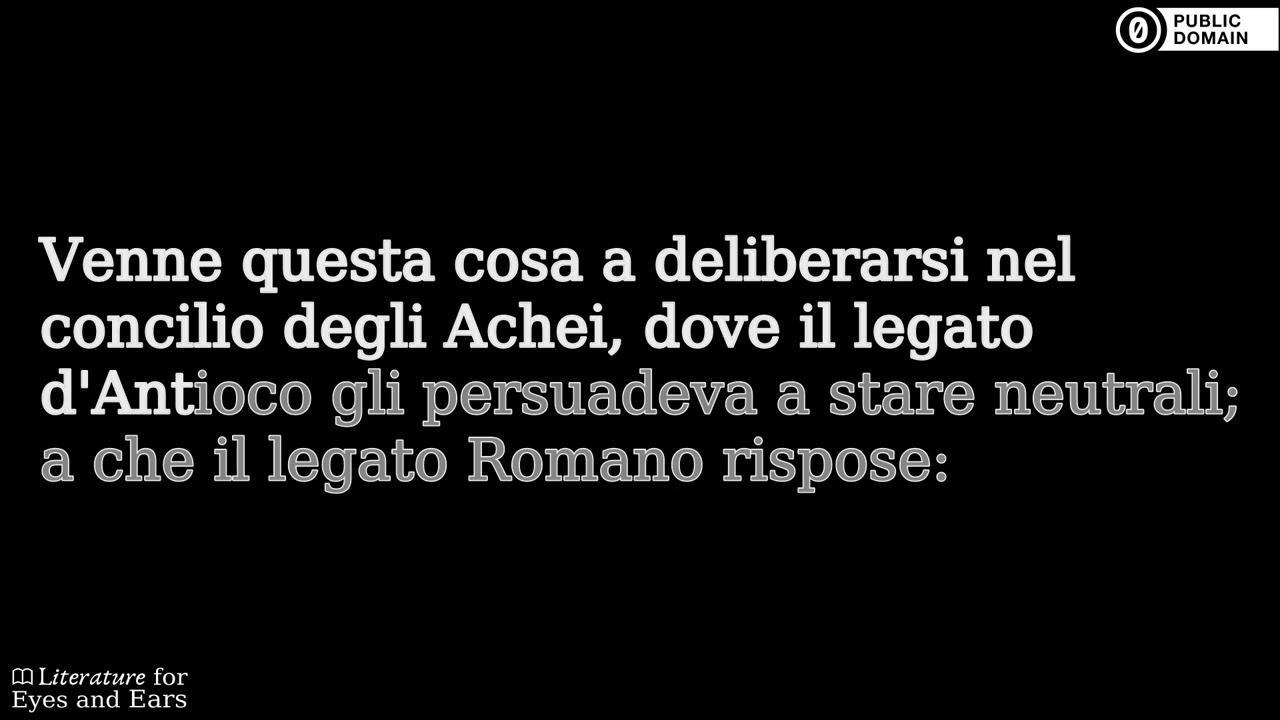 PUBLIC
DOMAIN
Venne questa cosa a deliberarsi nel
concilio degli Achei, dove il legato
d'Antioco gli persuadeva a stare neutrali;
a che il legato Romano rispose:
Literature for
Eyes and Ears